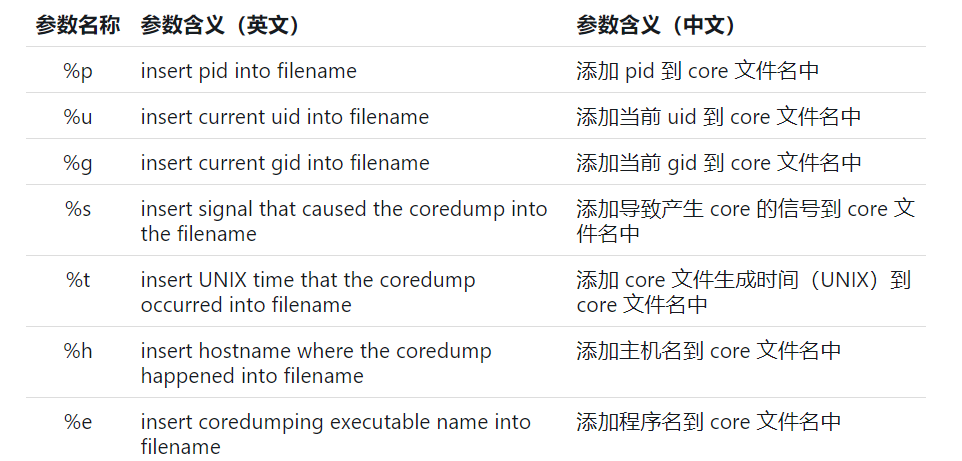 参数名称 参数含义（英文） 参数含义（中文）
%p insert pid into filename 添加 pid 到 core 文件名中
%u insert current uid into filename 添加当前 uid 到 core 文件名中
%g insert current gid into filename 添加当前 gid 到 core 文件名中
%s insert signal that caused the coredump into 添加导致产生 core 的信号到 core 文
the filename 件名中
%t insert UNIX time that the coredump 添加 core 文件生成时间（UNIX）到
occurred into filename core 文件名中
%h insert hostname where the coredump 添加主机名到 core 文件名中
happened into filename
%e insert coredumping executable name into 添加程序名到 core 文件名中
filename